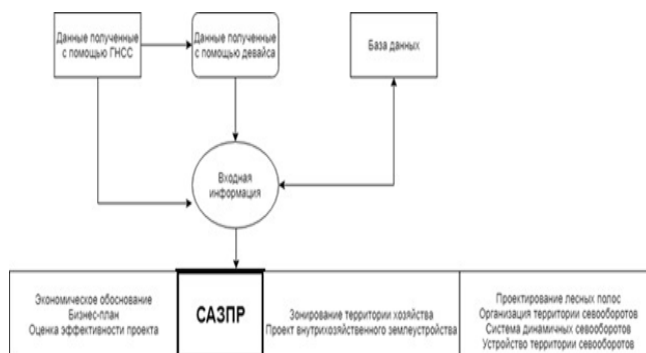 Данные полученные
с помощью ГНСС
Данные полученные
с помощью девайса
База данных
Входная
информация
Экономическое обоснование
Бизнес-план
Оценка эффективности проекта
САЗПР
Зонирование территории хозяйства
Проект внутрихозяйственного землеустройства
Проектирование лесных полос
Организация территории севооборотов
Система динамичных севооборотов
Устройство территории севооборотов